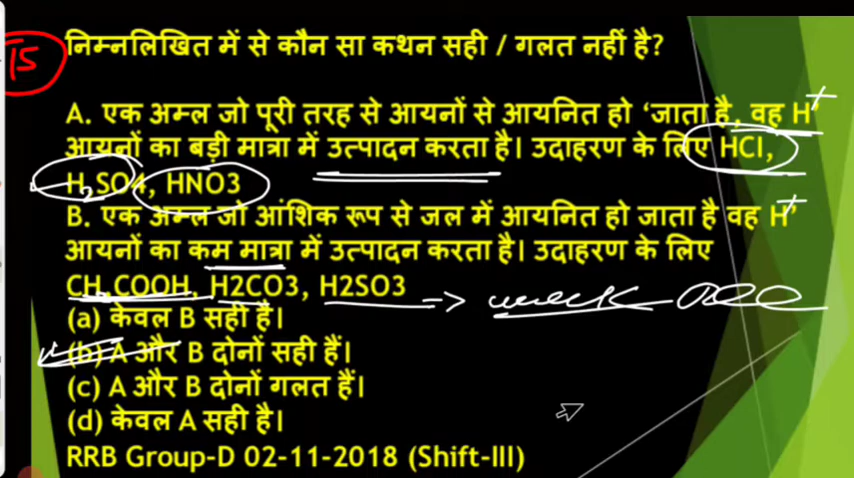 15 निम्नलिखित में से कौन सा कथन सही / गलत नहीं है?
A. एक अम्ल जो पूरी तरह से आयनों से आयनित हो ‘जाता है, वह H+
आयनों का बड़ी मात्रा में उत्पादन करता है। उदाहरण के लिए HCl,
H2SO4, HNO3
B. एक अम्ल जो आंशिक रूप से जल में आयनित हो जाता है वह H+’
आयनों का कम मात्रा में उत्पादन करता है। उदाहरण के लिए
CH3COOH, H2CO3, H2SO3
(a) केवल B सही है।
(b) A और B दोनों सही हैं।
(c) A और B दोनों गलत हैं।
(d) केवल A सही है।
RRB Group-D 02-11-2018 (Shift-III)